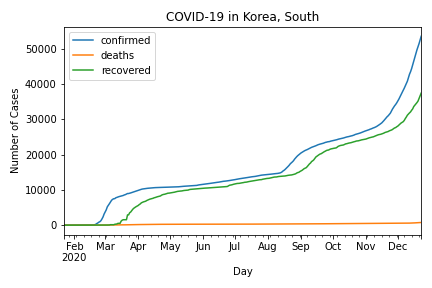 COVID-19 in Korea, South
confirmed
deaths
recovered
Number of Cases
50000
40000
30000
20000
10000
0
Feb Mar Apr May Jun Jul Aug Sep Oct Nov Dec
2020
Day